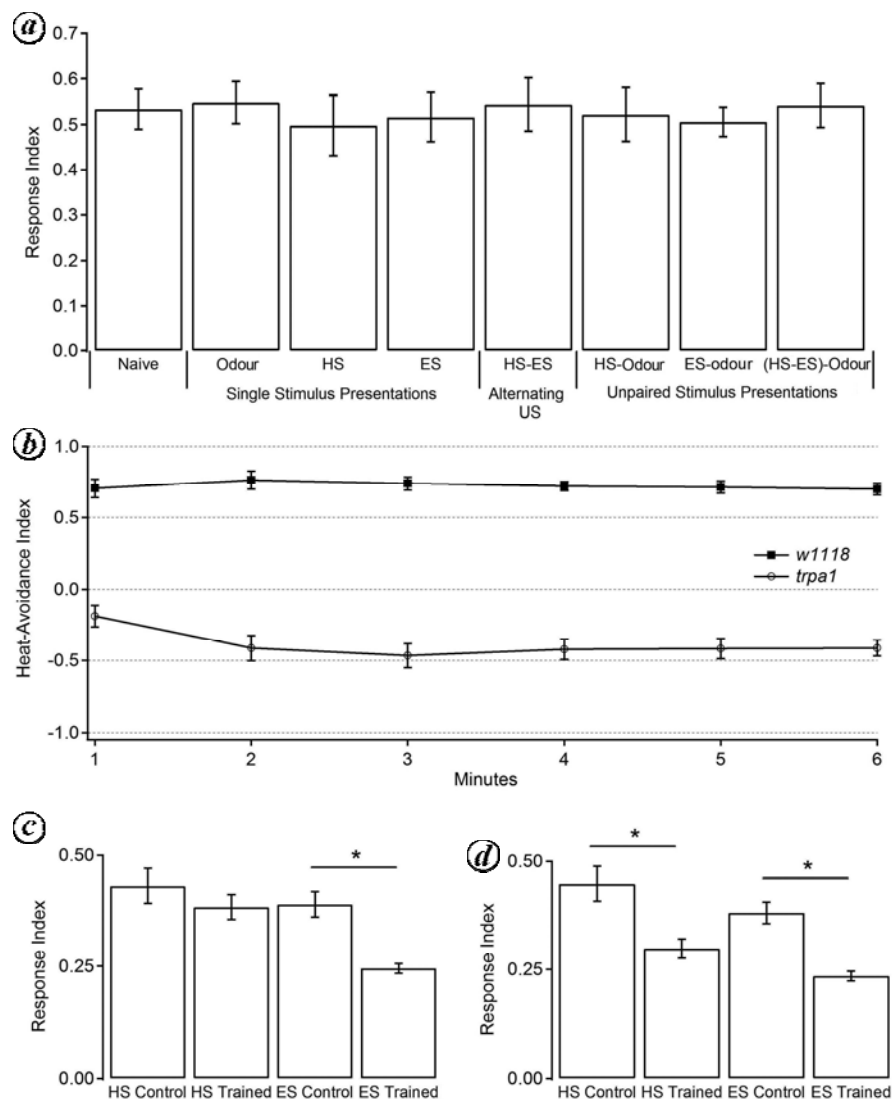 a
0.7
0.6
0.5
0.4
0.3
0.2
0.1
0.0
Response Index
Naive Odour HS ES HS-ES HS-Odour ES-odour (HS-ES)-Odour
Single Stimulus Presentations Alternating US Unpaired Stimulus Presentations
b
1.0
0.5
0.0
-0.5
-1.0
Heat-Avoidance Index
w1118
trpa1
1 2 3 4 5 6
Minutes
c
0.50
0.25
0.00
Response Index
*
HS Control HS Trained ES Control ES Trained
d
0.50
0.25
0.00
Response Index
*
*
HS Control HS Trained ES Control ES Trained